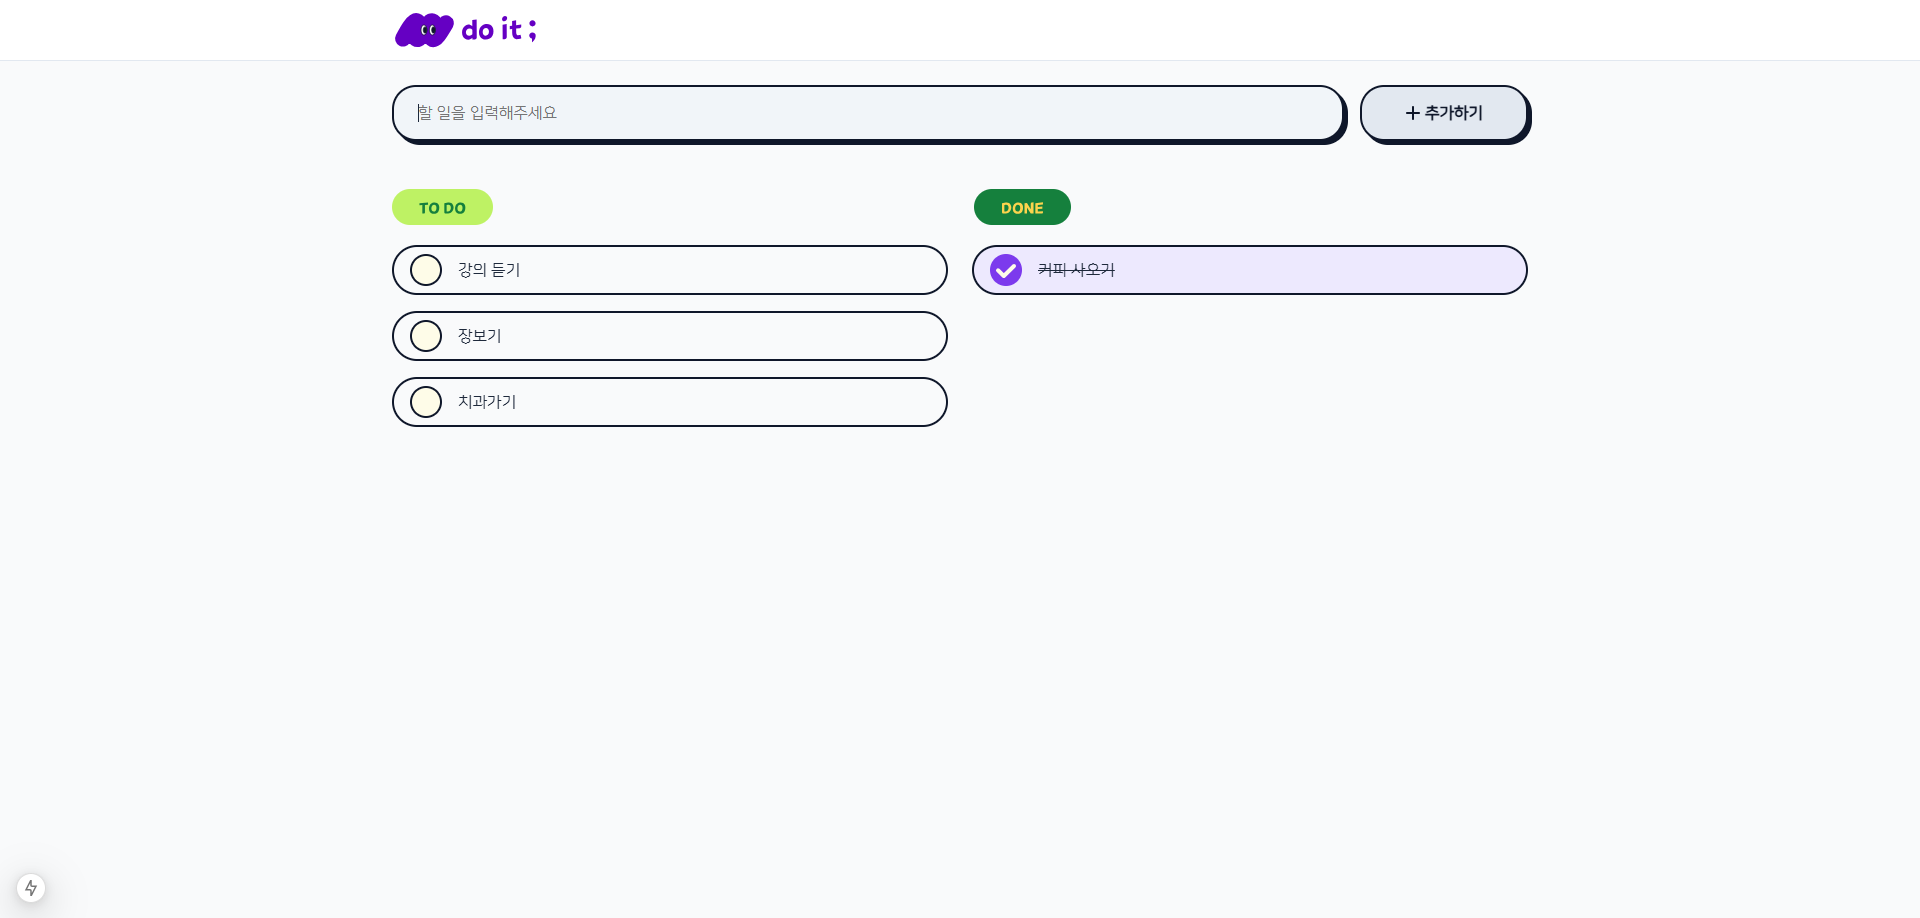 do it ;
할 일을 입력해주세요
+ 추가하기
TO DO
DONE
강의 듣기
커피 사오기
장보기
치과가기